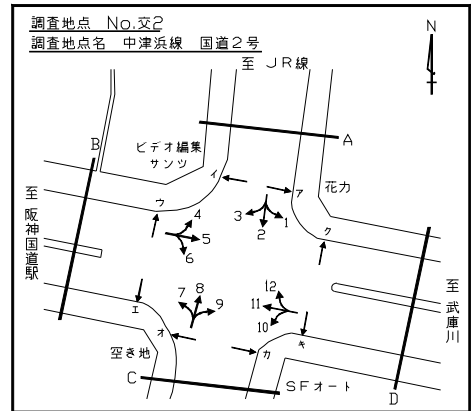 調査地点 No.交2
調査地点名 中津浜線 国道2号
N
至 JR線
A
B
ビデオ編集
サンツ
花力
イ
ア
ウ
ク
3
1
2
4
5
6
至 阪神国道駅
至 武庫川
7
8
9
12
11
10
エ
オ
カ
キ
空き地
C
SFオート
D